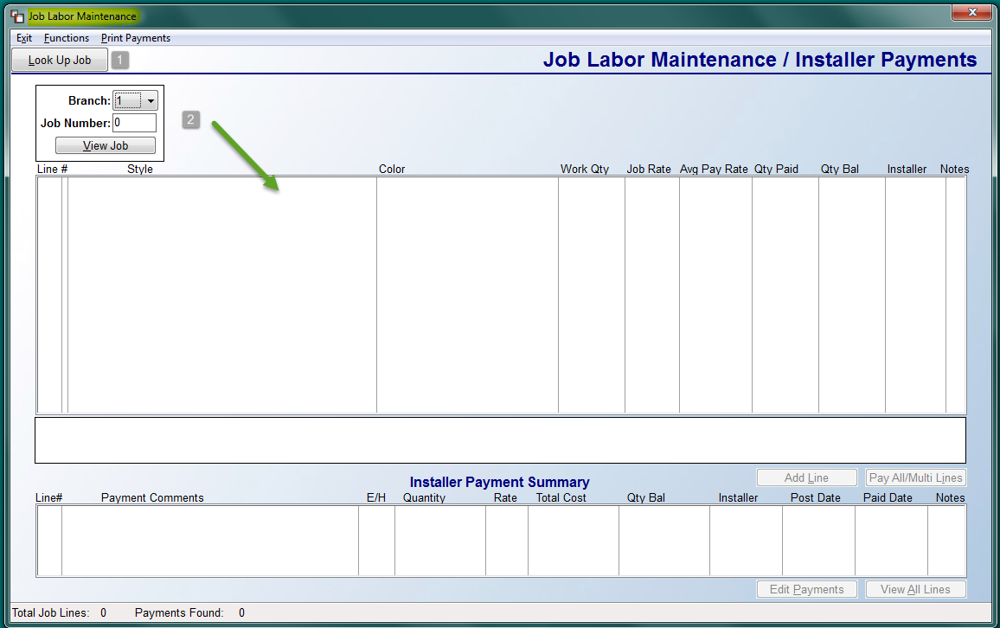 Job Labor Maintenance
Exit Functions Print Payments
Look Up Job 1
Job Labor Maintenance / Installer Payments
Branch: 1
2
Job Number: 0
View Job
Line # Style Color Work Qty Job Rate Avg Pay Rate Qty Paid Qty Bal Installer Notes
Add Line Pay All/Multi Lines
Installer Payment Summary
Line# Payment Comments E/H Quantity Rate Total Cost Qty Bal Installer Post Date Paid Date Notes
Edit Payments View All Lines
Total Job Lines: 0 Payments Found: 0